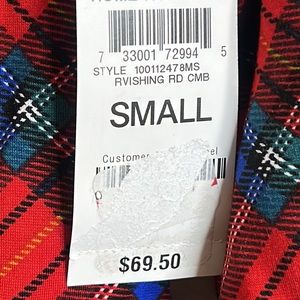 7 33001 72994 5
STYLE 100112478MS
RVISHING RD CMB
SMALL
Customer
$69.50